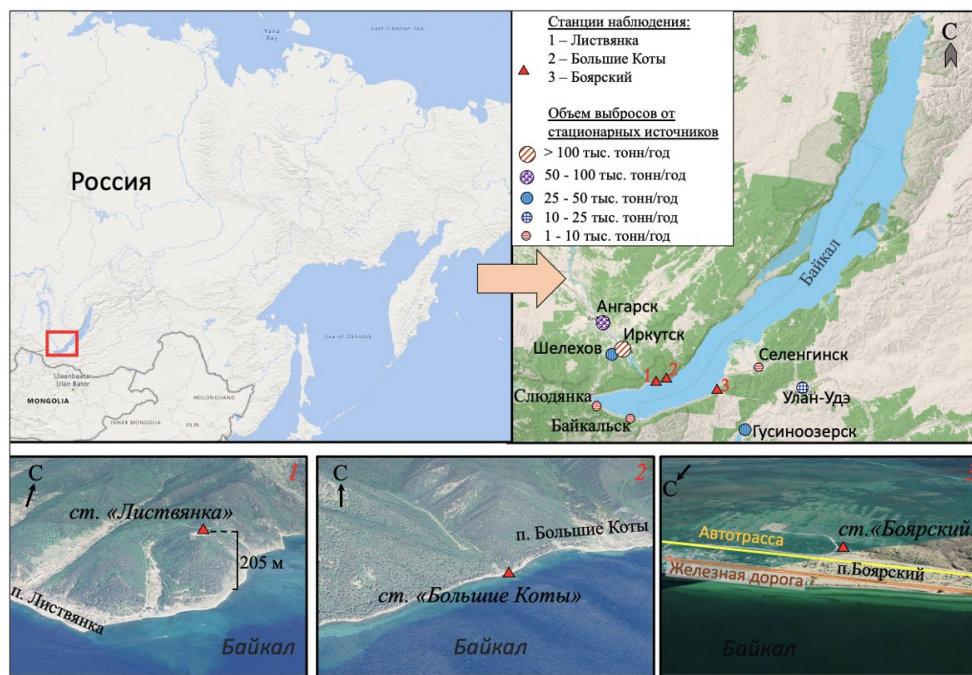 East Siberian Sea
Yana
Bay
Россия
Sea of Okhotsk
Ulaanbaatar
Ulan Bator
MONGOLIA
HEILONGJIANG
INNER MONGOLIA
XILIN
Станции наблюдения:
1 – Листвянка
2 – Большие Коты
3 – Боярский
Объем выбросов от
стационарных источников
> 100 тыс. тонн/год
50 - 100 тыс. тонн/год
25 - 50 тыс. тонн/год
10 - 25 тыс. тонн/год
1 - 10 тыс. тонн/год
С
Байкал
Ангарск
Иркутск
Шелехов
Селенгинск
1
2
3
Слюдянка
Улан-Удэ
Байкальск
Гусиноозерск
С
1
ст. «Листвянка»
205 м
п. Листвянка
Байкал
С
2
п. Большие Коты
ст. «Большие Коты»
Байкал
С
ст.«Боярский
Автотрасса
п.Боярский
Железная дорога
Байкал